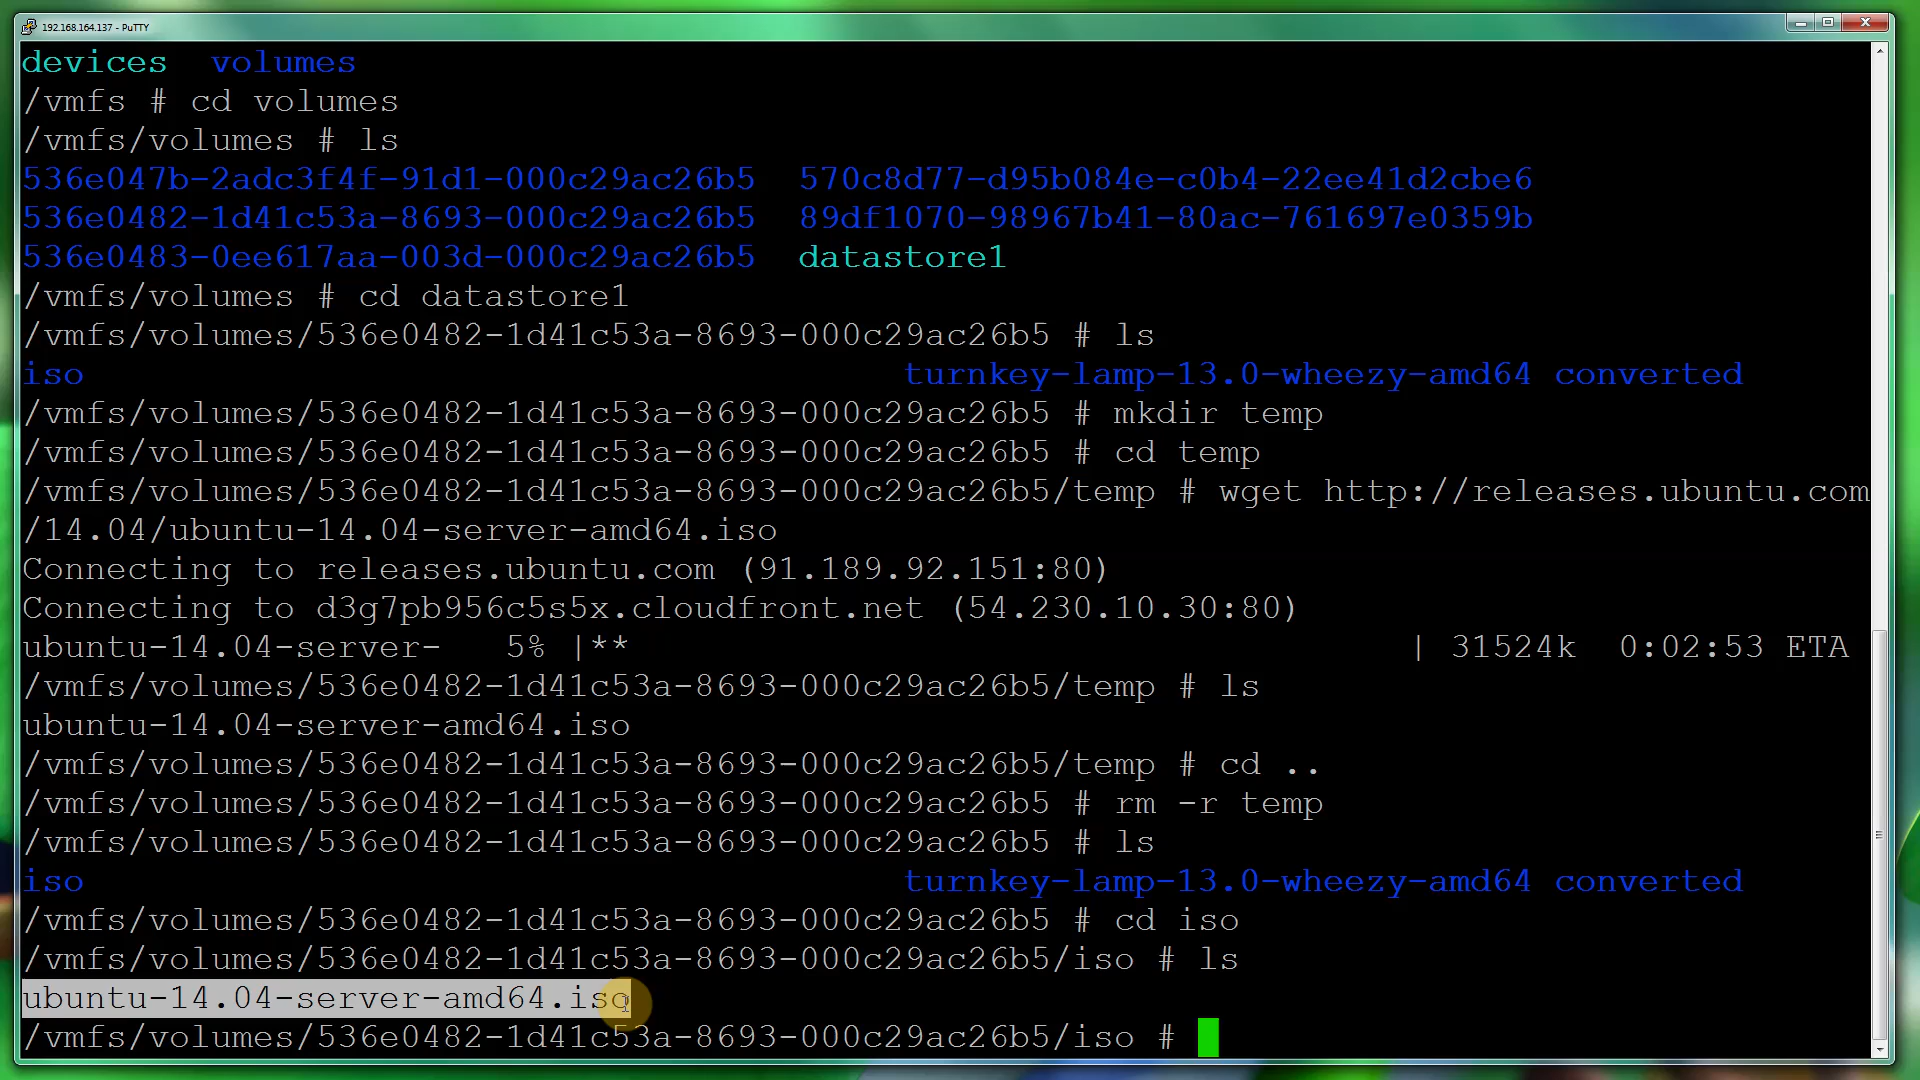 192.168.164.137 - PuTTY
devices  volumes
/vmfs # cd volumes
/vmfs/volumes # ls
536e047b-2adc3f4f-91d1-000c29ac26b5  570c8d77-d95b084e-c0b4-22ee41d2cbe6
536e0482-1d41c53a-8693-000c29ac26b5  89df1070-98967b41-80ac-761697e0359b
536e0483-0ee617aa-003d-000c29ac26b5  datastore1
/vmfs/volumes # cd datastore1
/vmfs/volumes/536e0482-1d41c53a-8693-000c29ac26b5 # ls
iso                                       turnkey-lamp-13.0-wheezy-amd64 converted
/vmfs/volumes/536e0482-1d41c53a-8693-000c29ac26b5 # mkdir temp
/vmfs/volumes/536e0482-1d41c53a-8693-000c29ac26b5 # cd temp
/vmfs/volumes/536e0482-1d41c53a-8693-000c29ac26b5/temp # wget http://releases.ubuntu.com
/14.04/ubuntu-14.04-server-amd64.iso
Connecting to releases.ubuntu.com (91.189.92.151:80)
Connecting to d3g7pb956c5s5x.cloudfront.net (54.230.10.30:80)
ubuntu-14.04-server-   5% |**                                     | 31524k  0:02:53 ETA
/vmfs/volumes/536e0482-1d41c53a-8693-000c29ac26b5/temp # ls
ubuntu-14.04-server-amd64.iso
/vmfs/volumes/536e0482-1d41c53a-8693-000c29ac26b5/temp # cd ..
/vmfs/volumes/536e0482-1d41c53a-8693-000c29ac26b5 # rm -r temp
/vmfs/volumes/536e0482-1d41c53a-8693-000c29ac26b5 # ls
iso                                       turnkey-lamp-13.0-wheezy-amd64 converted
/vmfs/volumes/536e0482-1d41c53a-8693-000c29ac26b5 # cd iso
/vmfs/volumes/536e0482-1d41c53a-8693-000c29ac26b5/iso # ls
ubuntu-14.04-server-amd64.iso
/vmfs/volumes/536e0482-1d41c53a-8693-000c29ac26b5/iso #